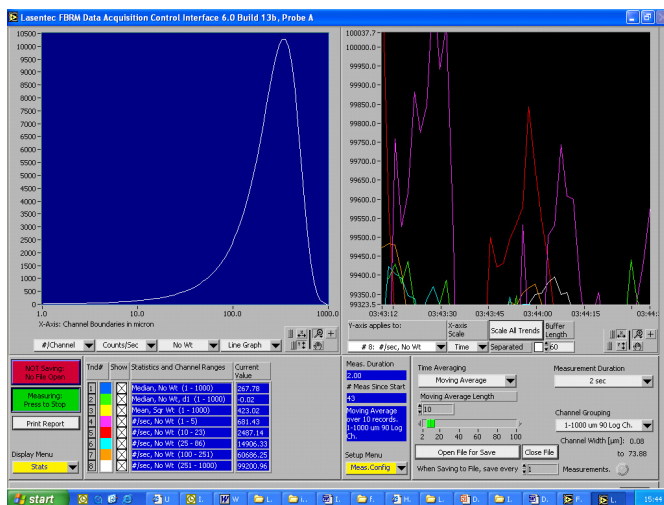 Lasentec FBRM Data Acquisition Control Interface 6.0 Build 13b, Probe A
10500
10000
9500
9000
8500
8000
7500
7000
6500
6000
5500
5000
4500
4000
3500
3000
2500
2000
1500
1000
500
0
1.0 10.0 100.0 1000.0
X-Axis: Channel Boundaries in micron
#/Channel Counts/Sec No Wt Line Graph
100037.7
100000.0
99950.0
99900.0
99850.0
99800.0
99750.0
99700.0
99650.0
99600.0
99550.0
99500.0
99450.0
99400.0
99350.0
99323.5
03:43:12 03:43:30 03:43:45 03:44:00 03:44:15 03:44:
Y-axis applies to: X-axis Scale Scale All Trends Buffer Length
# 8: #/sec, No Wt Time Separated 60
NOT Saving: No File Open
Measuring: Press to Stop
Print Report
Display Menu
Stats
Tnd# Show Statistics and Channel Ranges Current Value
1 Median, No Wt (1 - 1000) 267.78
2 Median, No Wt, d1 (1 - 1000) -0.02
3 Mean, Sqr Wt (1 - 1000) 423.02
4 #/sec, No Wt (1 - 5) 681.43
5 #/sec, No Wt (10 - 23) 2487.14
6 #/sec, No Wt (25 - 86) 14906.33
7 #/sec, No Wt (100 - 251) 60686.25
8 #/sec, No Wt (251 - 1000) 99200.96
Meas. Duration
2.00
# Meas Since Start
43
Moving Average
over 10 records.
1-1000 um 90 Log
Ch.
Setup Menu
Meas.Config
Time Averaging
Moving Average
Moving Average Length
10
2 20 40 60 80 100
Open File for Save Close File
When Saving to File, save every 1 Measurements.
Measurement Duration
2 sec
Channel Grouping
1-1000 um 90 Log Ch.
Channel Width [µm]: 0.08
to 73.88
start U I. W w L I.. I. f. H. L. D. I. D. F. L. 15:44